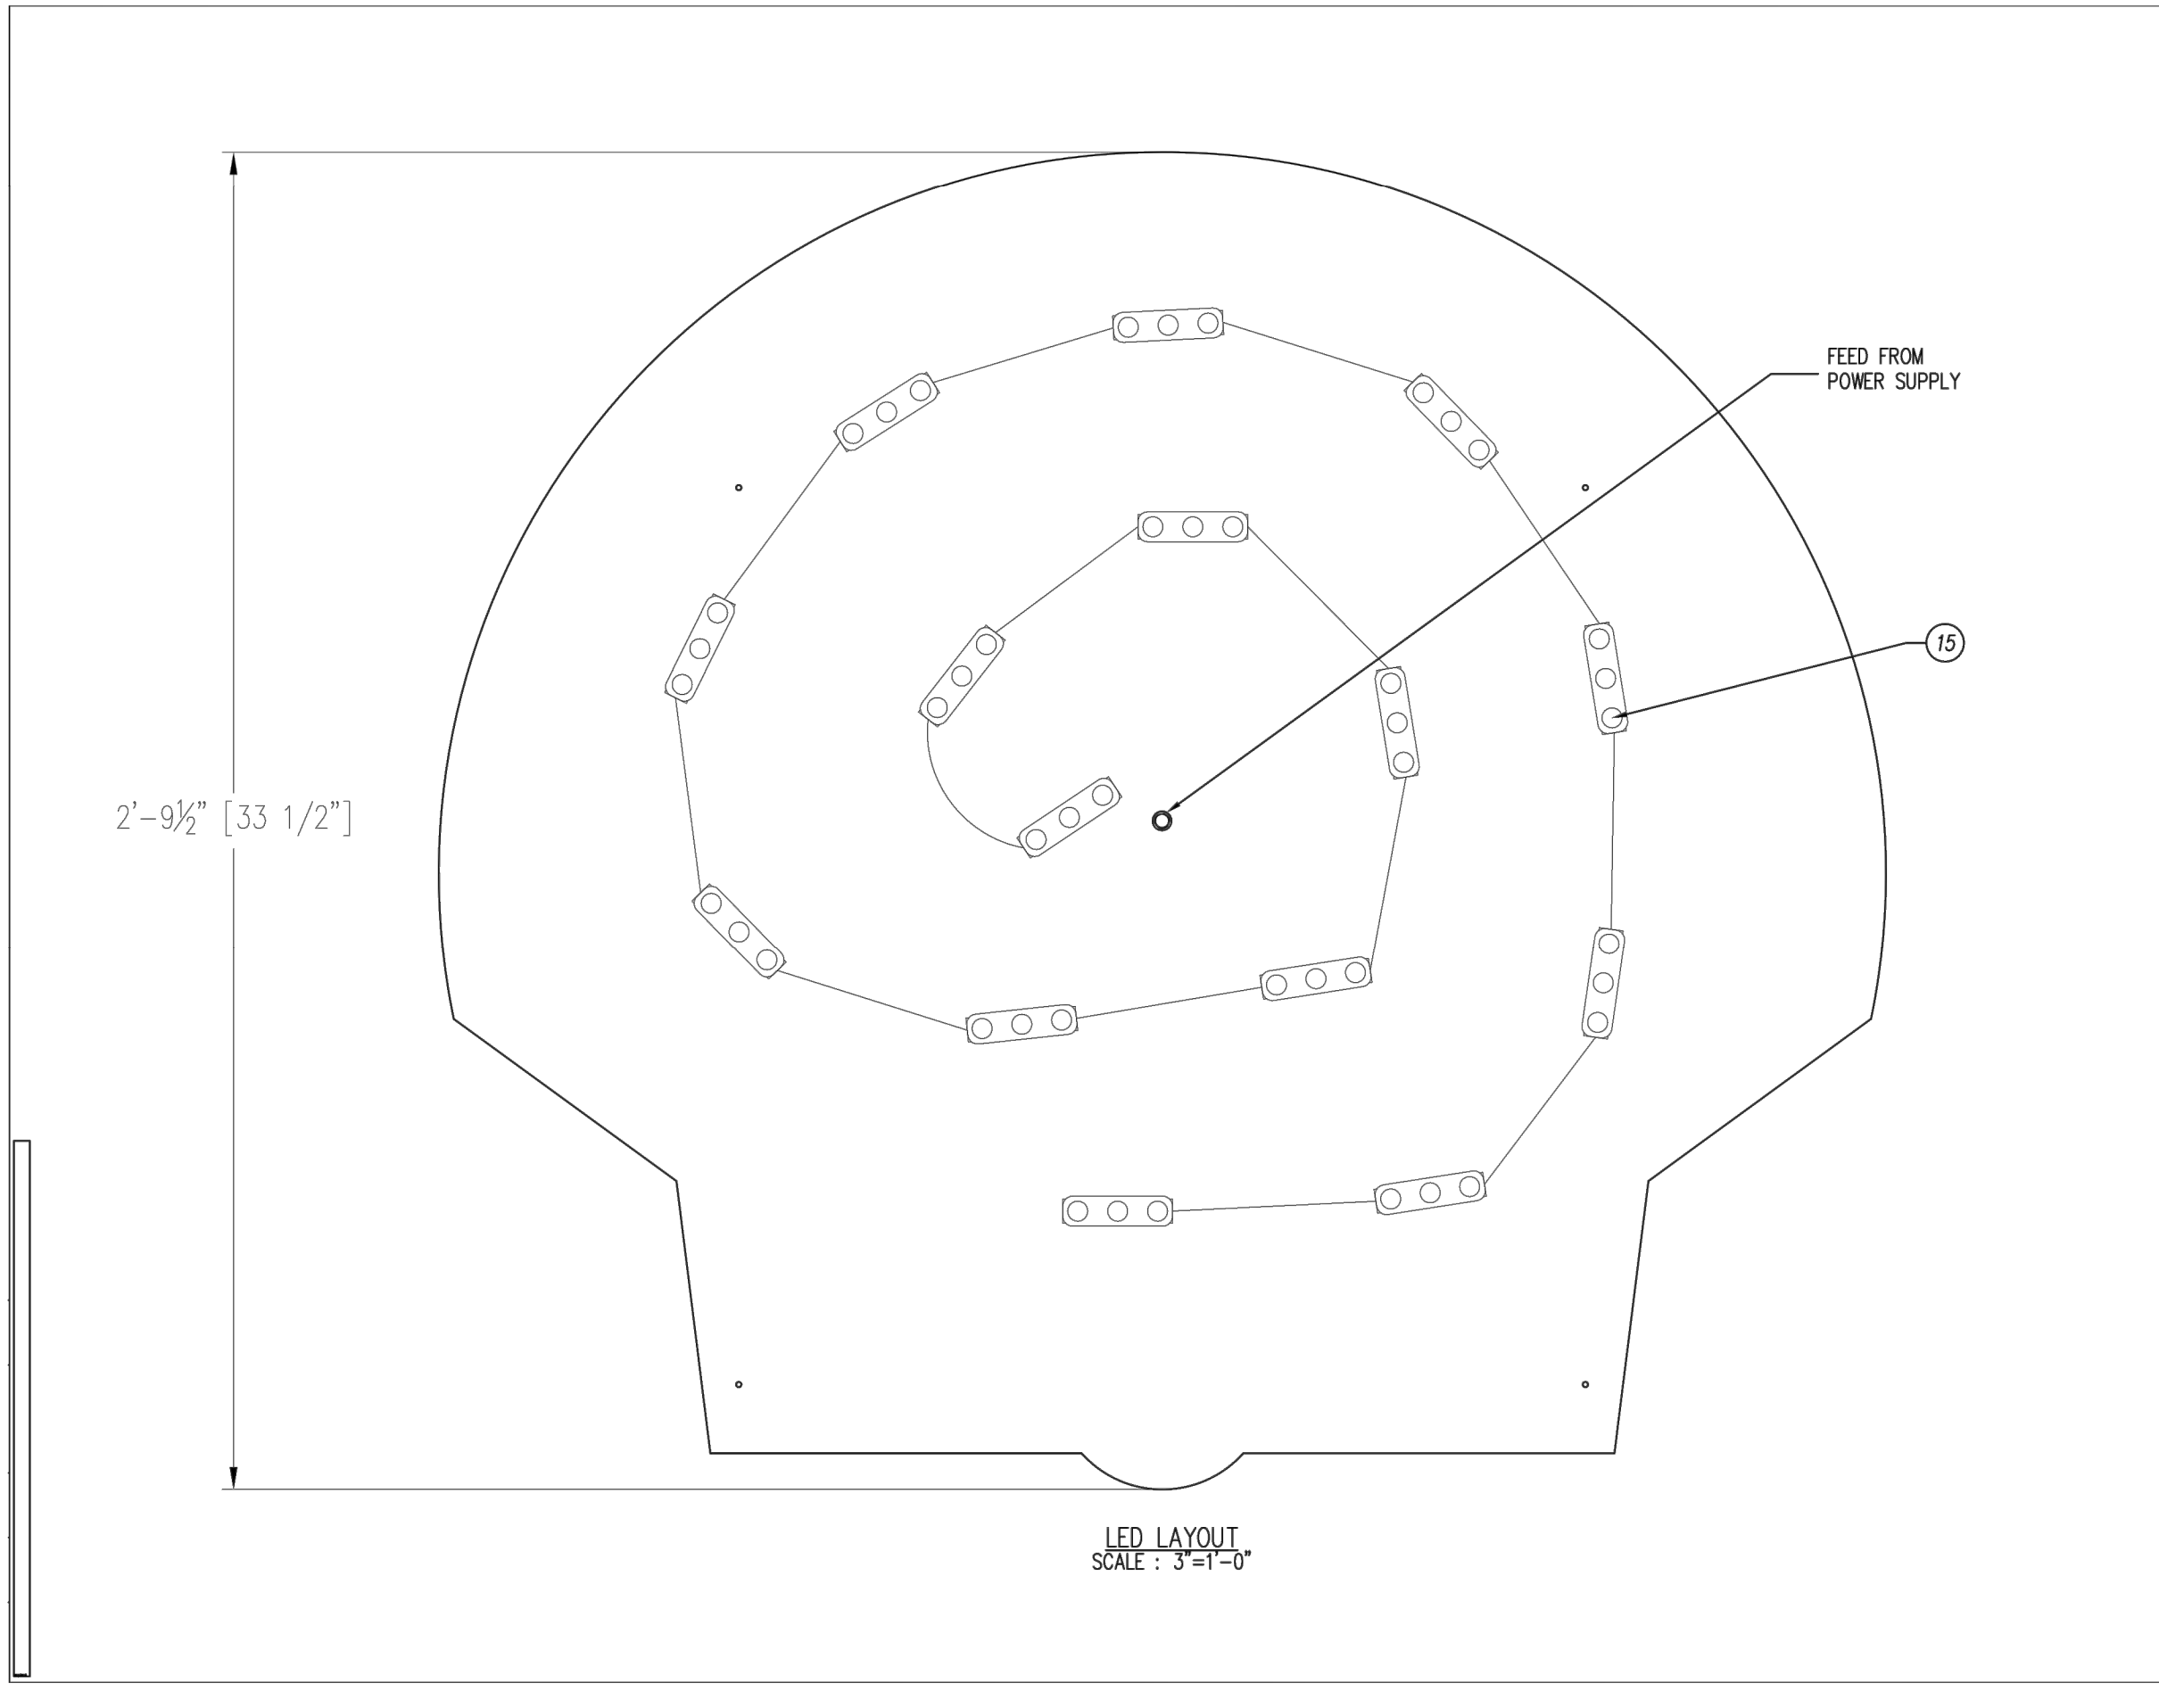 FEED FROM
POWER SUPPLY
15
2'-9½" [33 1/2"]
LED LAYOUT
SCALE : 3"=1'-0"